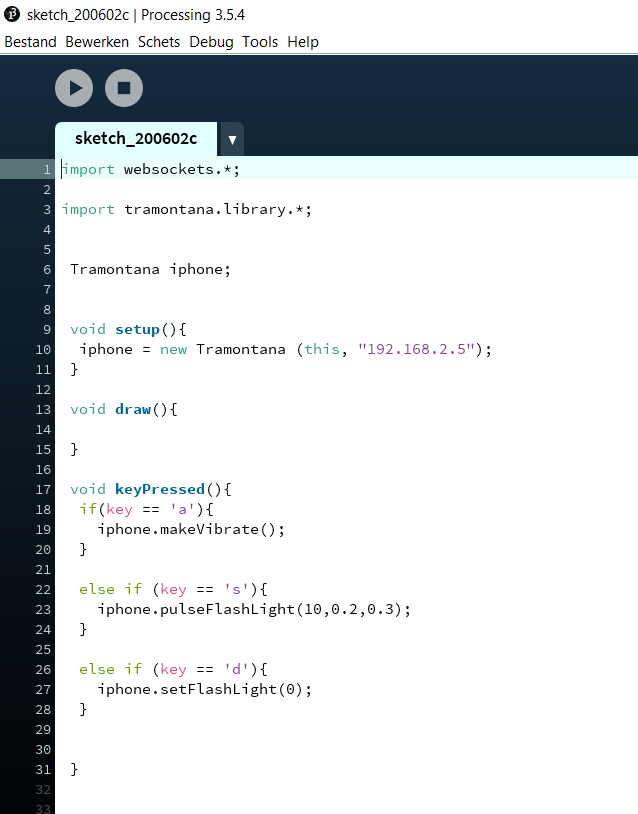 sketch_200602c | Processing 3.5.4
Bestand Bewerken Schets Debug Tools Help
sketch_200602c ▼
1 import websockets.*;
2
3 import tramontana.library.*;
4
5
6 Tramontana iphone;
7
8
9 void setup(){
10 iphone = new Tramontana (this, "192.168.2.5");
11 }
12
13 void draw(){
14
15 }
16
17 void keyPressed(){
18 if(key == 'a'){
19 iphone.makeVibrate();
20 }
21
22 else if (key == 's'){
23 iphone.pulseFlashLight(10,0.2,0.3);
24 }
25
26 else if (key == 'd'){
27 iphone.setFlashLight(0);
28 }
29
30
31 }
32
33